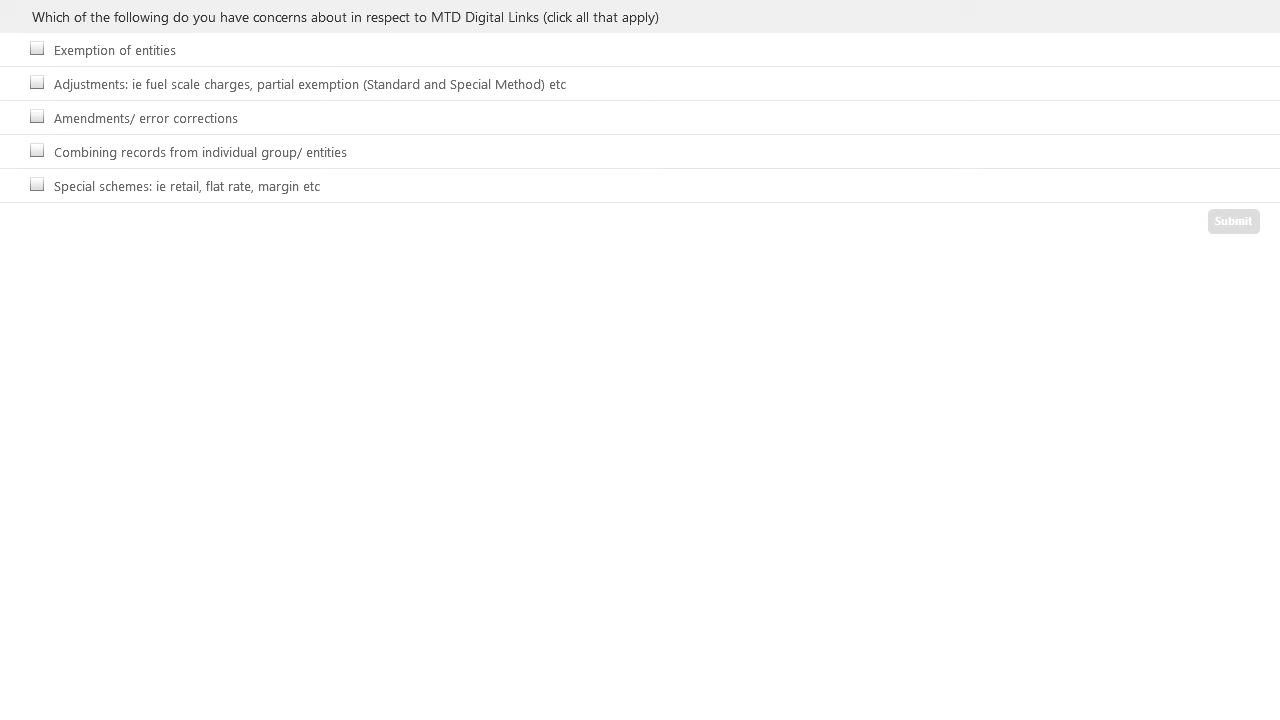 Which of the following do you have concerns about in respect to MTD Digital Links (click all that apply)
Exemption of entities
Adjustments: ie fuel scale charges, partial exemption (Standard and Special Method) etc
Amendments/ error corrections
Combining records from individual group/ entities
Special schemes: ie retail, flat rate, margin etc
Submit